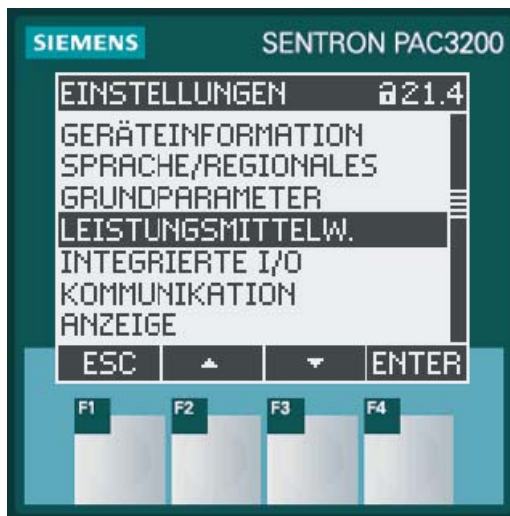 SIEMENS SENTRON PAC3200
EINSTELLUNGEN 21.4
GERÄTEINFORMATION
SPRACHE/REGIONALES
GRUNDPARAMETER
LEISTUNGSMITTELW.
INTEGRIERTE I/O
KOMMUNIKATION
ANZEIGE
ESC ▲ ▼ ENTER
F1 F2 F3 F4